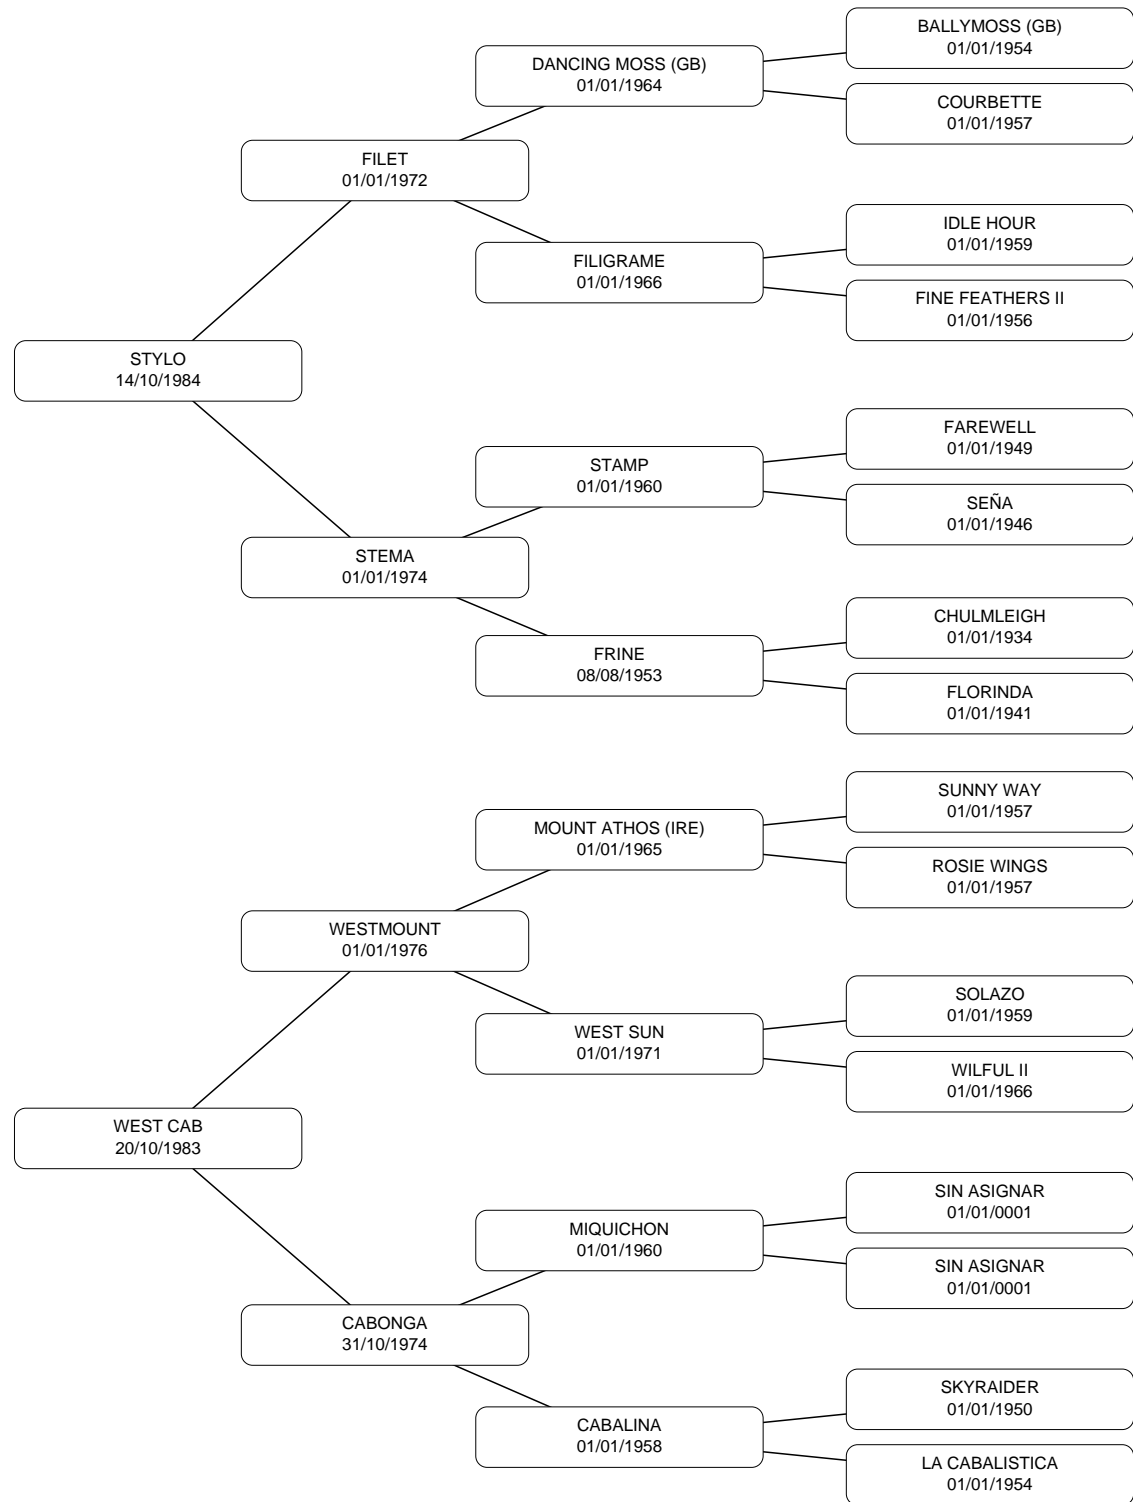 BALLYMOSS (GB)
01/01/1954
DANCING MOSS (GB)
01/01/1964
COURBETTE
01/01/1957
FILET
01/01/1972
IDLE HOUR
01/01/1959
FILIGRAME
01/01/1966
FINE FEATHERS II
01/01/1956
STYLO
14/10/1984
FAREWELL
01/01/1949
STAMP
01/01/1960
SEÑA
01/01/1946
STEMA
01/01/1974
CHULMLEIGH
01/01/1934
FRINE
08/08/1953
FLORINDA
01/01/1941
SUNNY WAY
01/01/1957
MOUNT ATHOS (IRE)
01/01/1965
ROSIE WINGS
01/01/1957
WESTMOUNT
01/01/1976
SOLAZO
01/01/1959
WEST SUN
01/01/1971
WILFUL II
01/01/1966
WEST CAB
20/10/1983
SIN ASIGNAR
01/01/0001
MIQUICHON
01/01/1960
SIN ASIGNAR
01/01/0001
CABONGA
31/10/1974
SKYRAIDER
01/01/1950
CABALINA
01/01/1958
LA CABALISTICA
01/01/1954